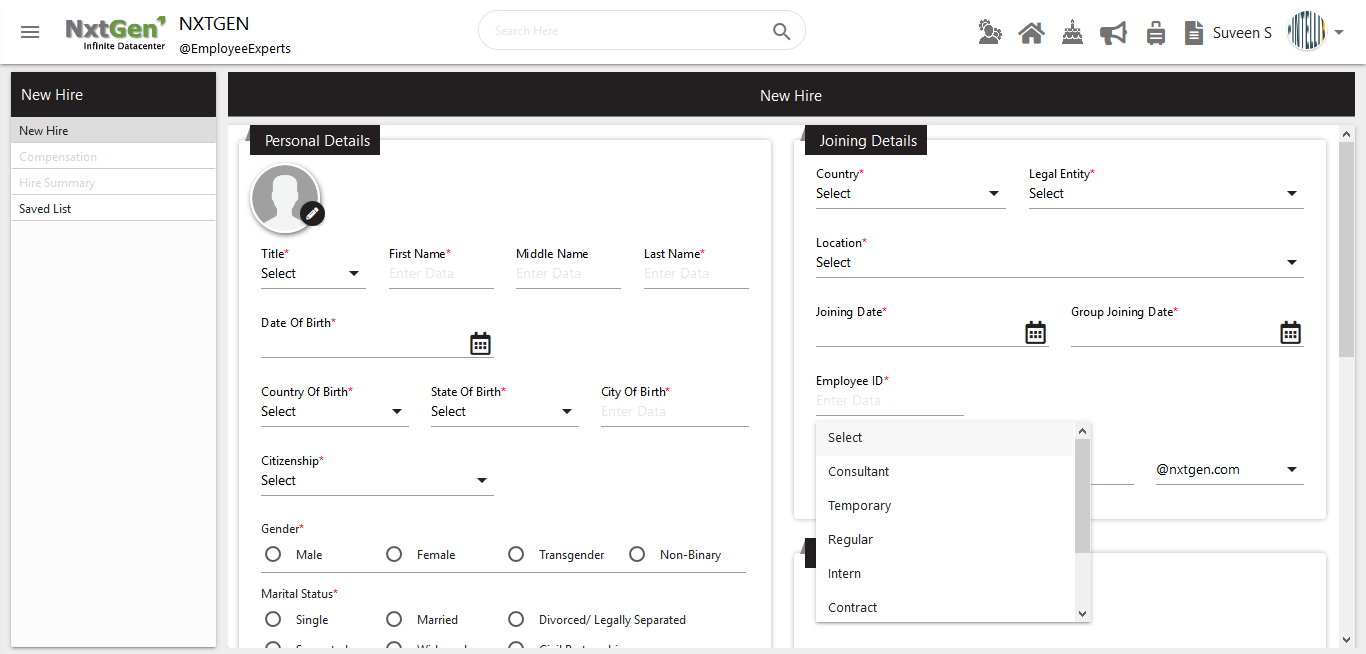 NxtGen
Infinite Datacenter
NXTGEN
@EmployeeExperts
Search Here
Suveen S
INTELI
New Hire
New Hire
Compensation
Hire Summary
Saved List
New Hire
Personal Details
Title*
Select
First Name*
Enter Data
Middle Name
Enter Data
Last Name*
Enter Data
Date Of Birth*
Country Of Birth*
Select
State Of Birth*
Select
City Of Birth*
Enter Data
Citizenship*
Select
Gender*
Male
Female
Transgender
Non-Binary
Marital Status*
Single
Married
Divorced/ Legally Separated
Joining Details
Country*
Select
Legal Entity*
Select
Location*
Select
Joining Date*
Group Joining Date*
Employee ID*
Enter Data
Select
Consultant
Temporary
Regular
Intern
Contract
@nxtgen.com